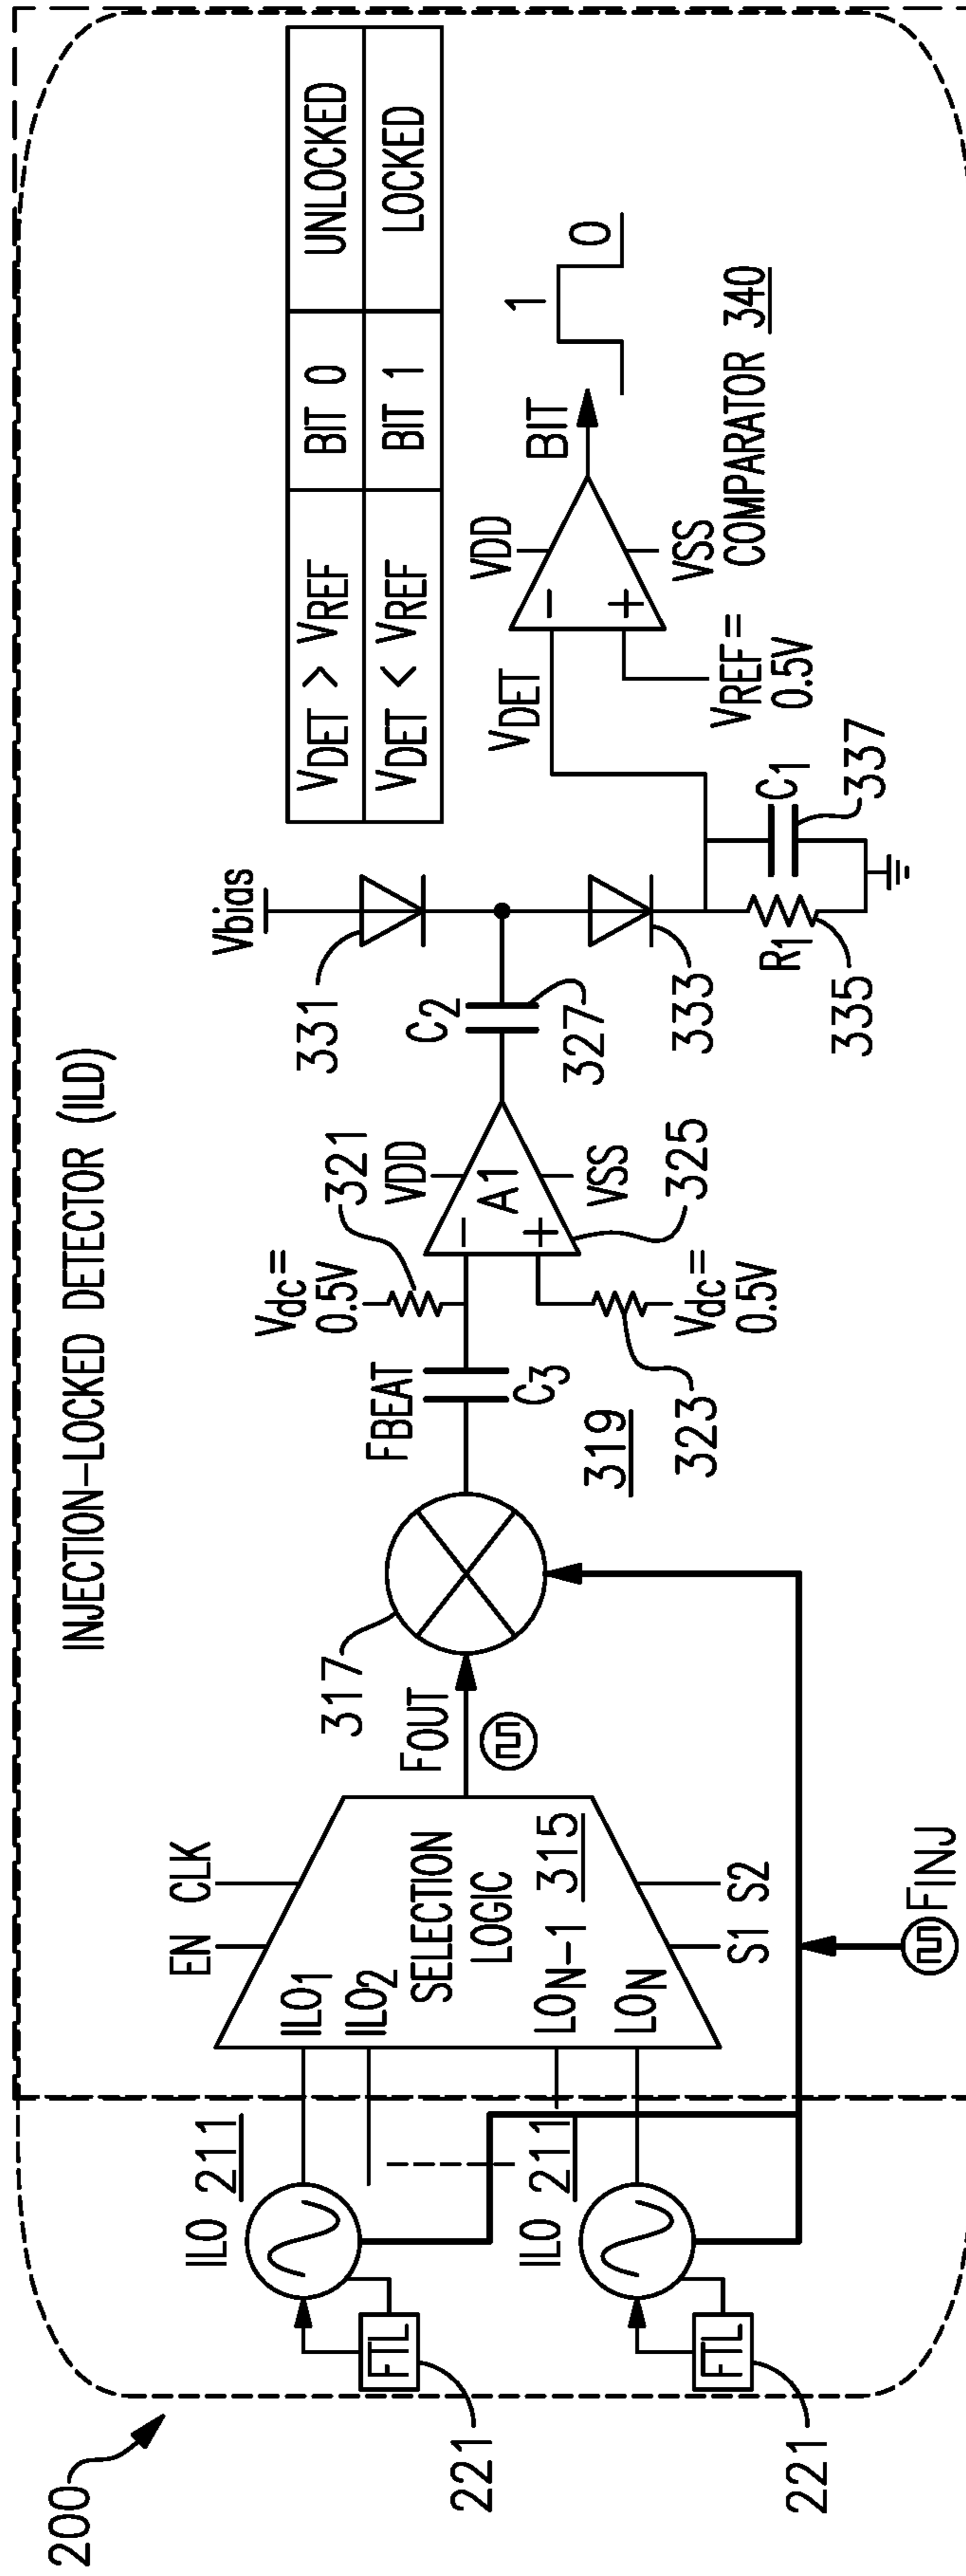 INJECTION-LOCKED DETECTOR (ILD)
200
ILO 211
FTL
221
ILO 211
FTL
221
EN CLK
ILO1
ILO2
SELECTION
LOGIC 315
LON-1
LON
S1 S2
FINJ
FOUT
317
FBEAT
C3
319
Vdc=
0.5V
321
VDD
A1
−
+
VSS
325
Vdc=
0.5V
323
C2
327
Vbias
331
333
R1
335
C1
337
VDET
VREF=
0.5V
VDD
−
+
VSS
BIT
1
0
COMPARATOR 340
VDET > VREF BIT 0 UNLOCKED
VDET < VREF BIT 1 LOCKED